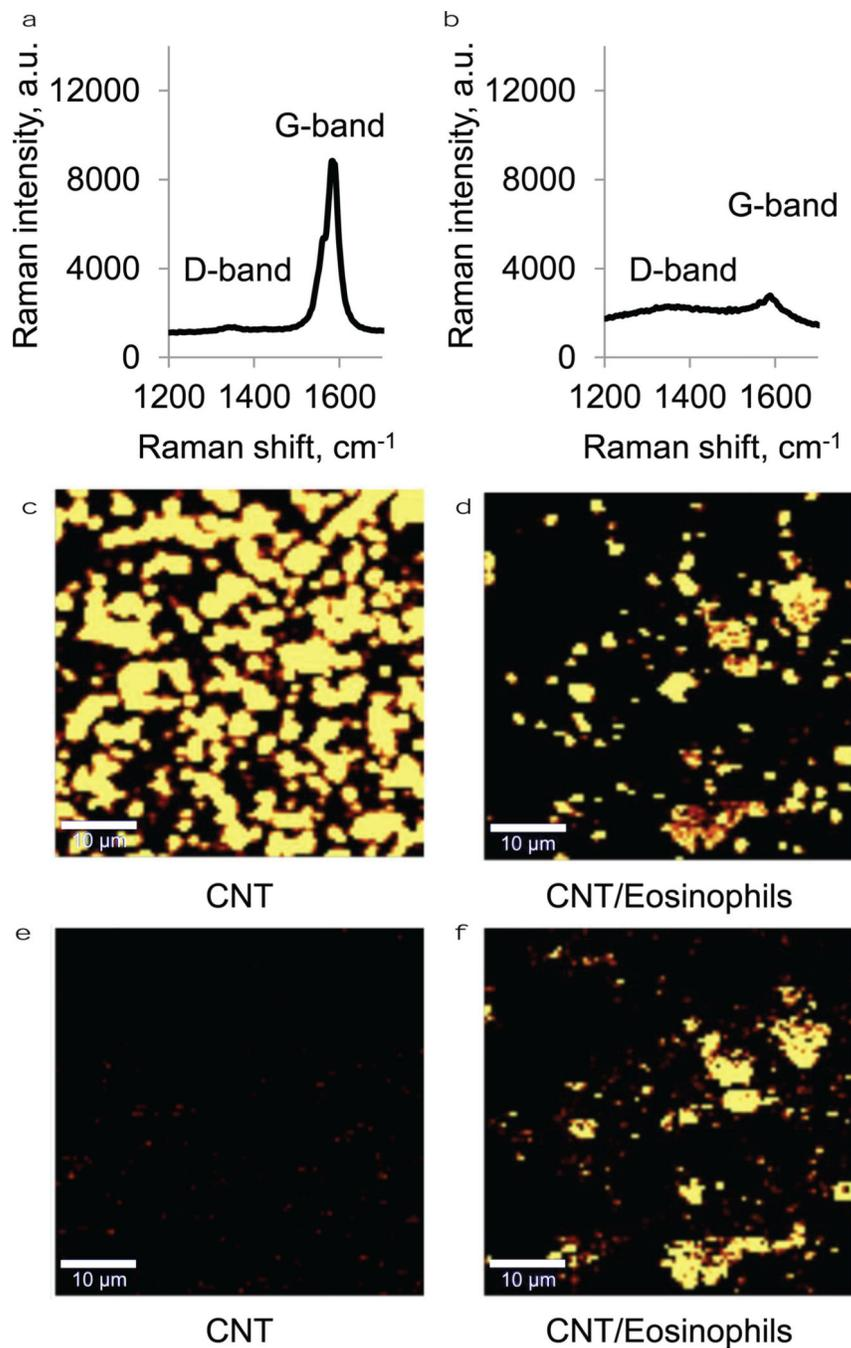 a
Raman intensity, a.u.
12000
8000
4000
0
G-band
D-band
1200 1400 1600
Raman shift, cm-1
b
Raman intensity, a.u.
12000
8000
4000
0
G-band
D-band
1200 1400 1600
Raman shift, cm-1
c
10 µm
CNT
d
10 µm
CNT/Eosinophils
e
10 µm
CNT
f
10 µm
CNT/Eosinophils